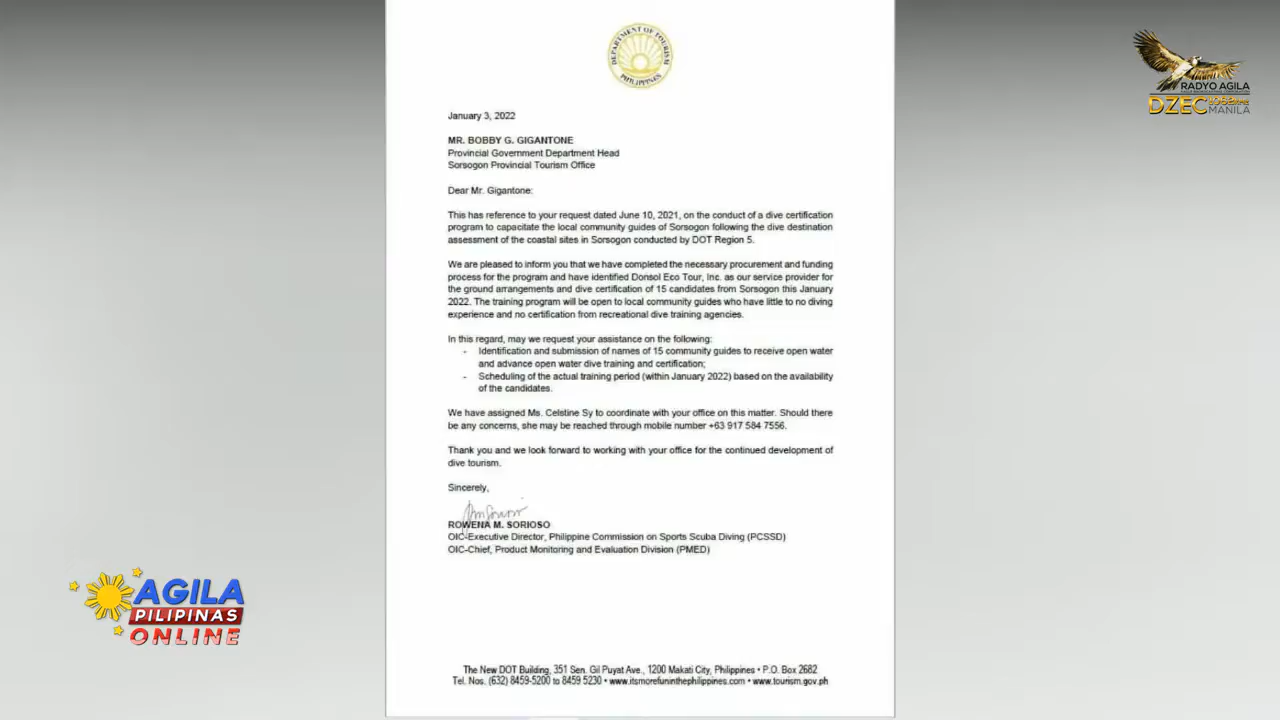 DEPARTMENT OF TOURISM
PHILIPPINES
RADYO AGILA
DZEC 1062
MANILA
January 3, 2022
MR. BOBBY G. GIGANTONE
Provincial Government Department Head
Sorsogon Provincial Tourism Office
Dear Mr. Gigantone:
This has reference to your request dated June 10, 2021, on the conduct of a dive certification
program to capacitate the local community guides of Sorsogon following the dive destination
assessment of the coastal sites in Sorsogon conducted by DOT Region 5.
We are pleased to inform you that we have completed the necessary procurement and funding
process for the program and have identified Donsol Eco Tour, Inc. as our service provider for
the ground arrangements and dive certification of 15 candidates from Sorsogon this January
2022. The training program will be open to local community guides who have little to no diving
experience and no certification from recreational dive training agencies.
In this regard, may we request your assistance on the following:
- Identification and submission of names of 15 community guides to receive open water
and advance open water dive training and certification;
- Scheduling of the actual training period (within January 2022) based on the availability
of the candidates.
We have assigned Ms. Celstine Sy to coordinate with your office on this matter. Should there
be any concerns, she may be reached through mobile number +63 917 584 7556.
Thank you and we look forward to working with your office for the continued development of
dive tourism.
Sincerely,
ROWENA M. SORIOSO
OIC-Executive Director, Philippine Commission on Sports Scuba Diving (PCSSD)
OIC-Chief, Product Monitoring and Evaluation Division (PMED)
AGILA
PILIPINAS
ONLINE
The New DOT Building, 351 Sen. Gil Puyat Ave., 1200 Makati City, Philippines • P.O. Box 2682
Tel. Nos. (632) 8459-5200 to 8459 5230 • www.itsmorefuninthephilippines.com • www.tourism.gov.ph